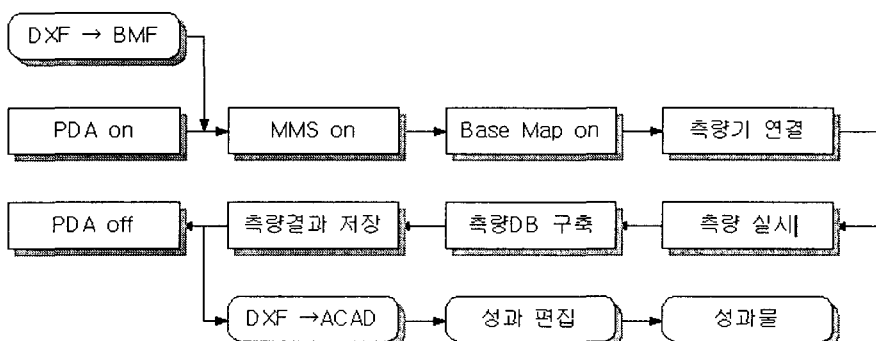 DXF → BMF
PDA on
MMS on
Base Map on
측량기 연결
PDA off
측량결과 저장
측량DB 구축
측량 실시
DXF →ACAD
성과 편집
성과물